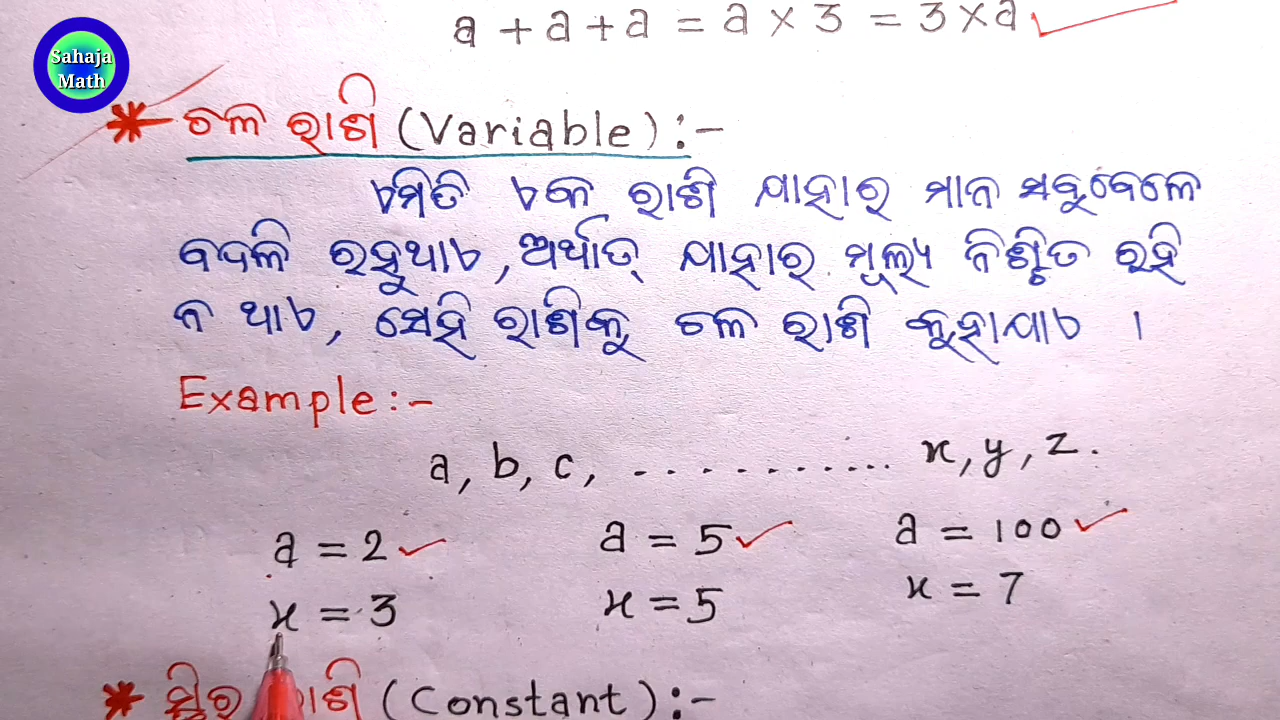 a + a + a = a × 3 = 3 × a
Sahaja
Math
* ଚଳ ରାଶି (Variable) :-
ଏମିତି ଏକ ରାଶି ଯାହାର ମାନ ସବୁବେଳେ
ବଦଳି ରହୁଥାଏ, ଅର୍ଥାତ୍ ଯାହାର ମୂଲ୍ୟ ନିଶ୍ଚିତ ରହି
ନ ଥାଏ, ସେହି ରାଶିକୁ ଚଳ ରାଶି କୁହାଯାଏ ।
Example :-
a, b, c, ........... x, y, z.
a = 2 a = 5 a = 100
x = 3 x = 5 x = 7
* ସ୍ଥିର ରାଶି (Constant) :-